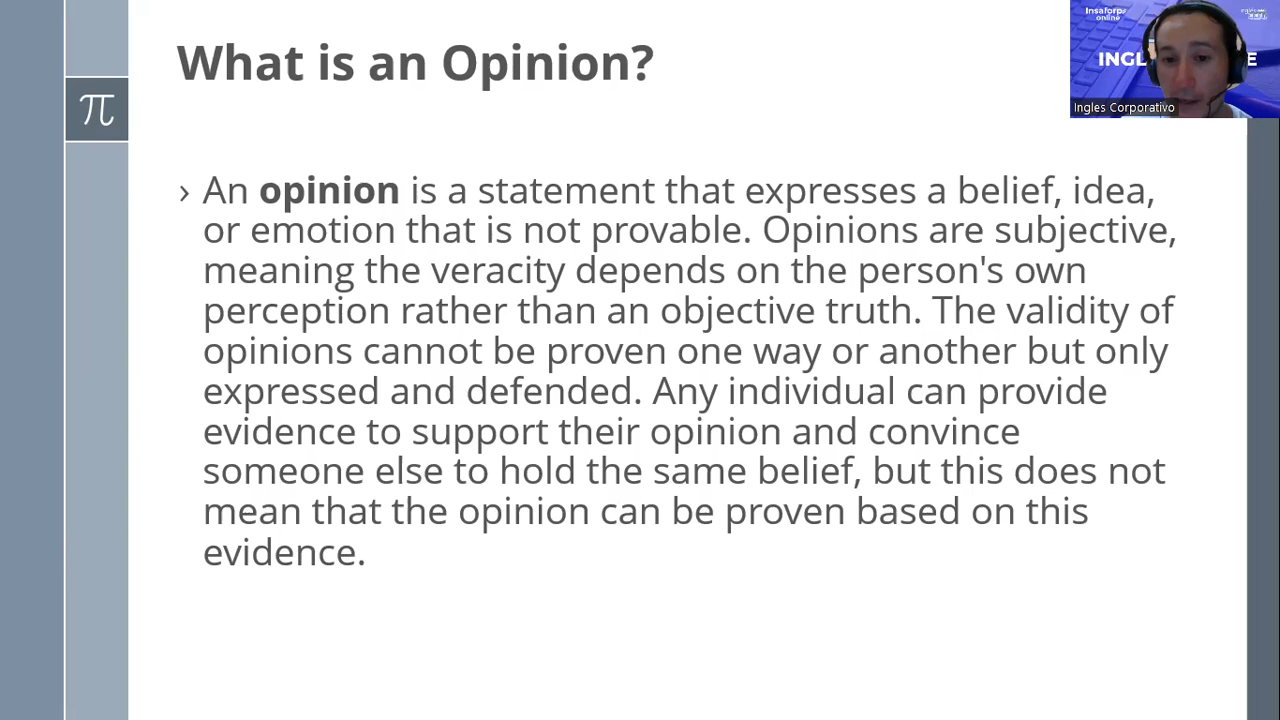 What is an Opinion?
π
› An opinion is a statement that expresses a belief, idea,
or emotion that is not provable. Opinions are subjective,
meaning the veracity depends on the person's own
perception rather than an objective truth. The validity of
opinions cannot be proven one way or another but only
expressed and defended. Any individual can provide
evidence to support their opinion and convince
someone else to hold the same belief, but this does not
mean that the opinion can be proven based on this
evidence.
Insaforp
online
INGL
E
Ingles Corporativo